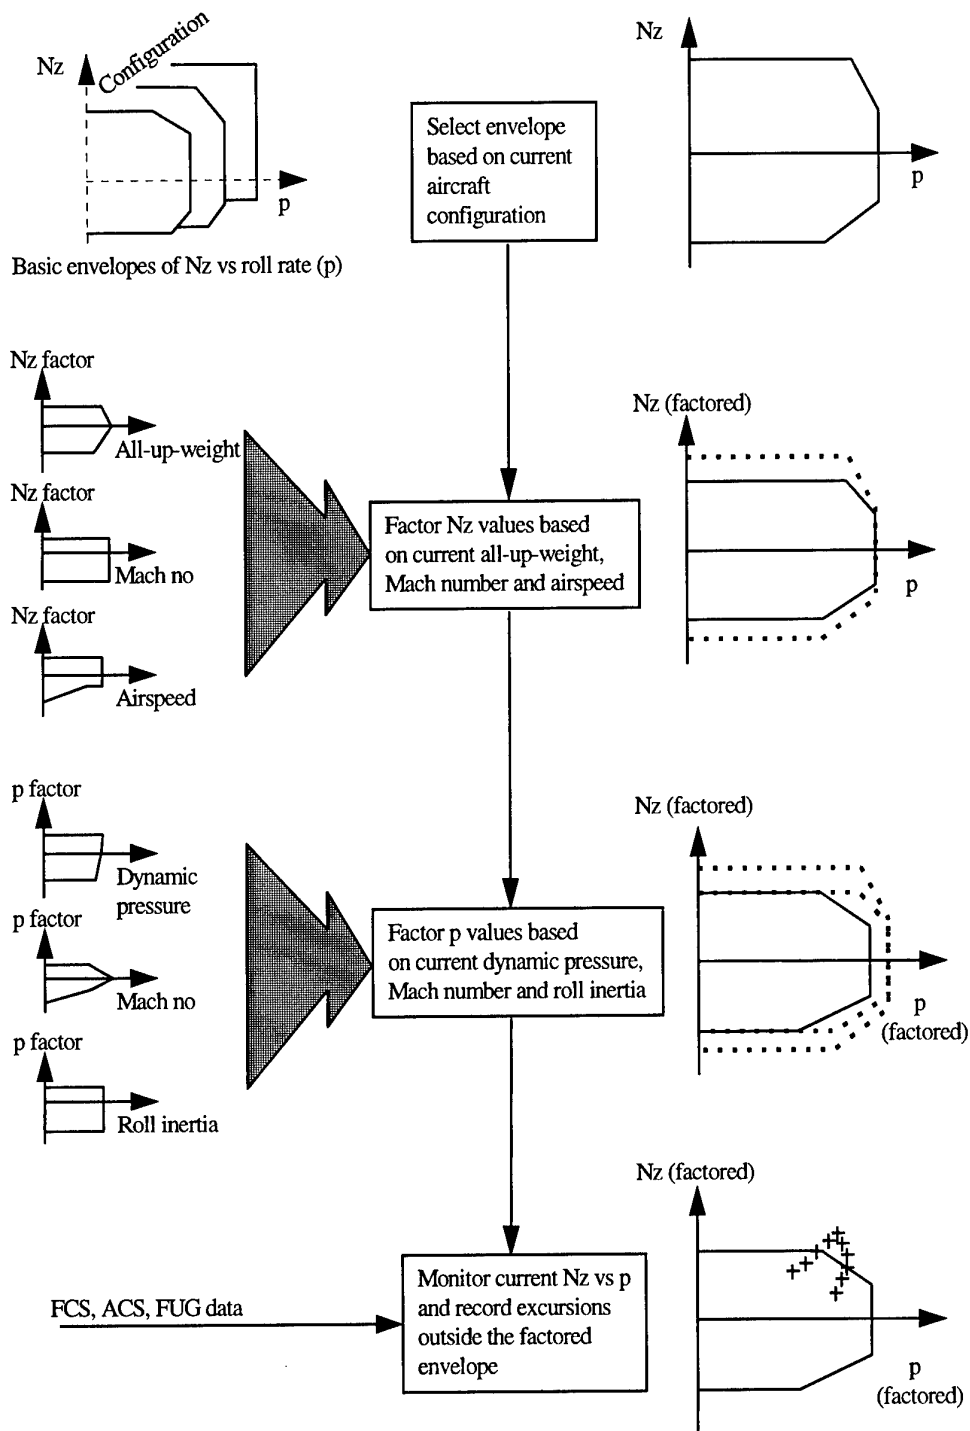 Nz
Configuration
p
Basic envelopes of Nz vs roll rate (p)
Select envelope
based on current
aircraft
configuration
Nz
p
Nz factor
All-up-weight
Nz factor
Mach no
Nz factor
Airspeed
Factor Nz values based
on current all-up-weight,
Mach number and airspeed
Nz (factored)
p
p factor
Dynamic
pressure
p factor
Mach no
p factor
Roll inertia
Factor p values based
on current dynamic pressure,
Mach number and roll inertia
Nz (factored)
p
(factored)
FCS, ACS, FUG data
Monitor current Nz vs p
and record excursions
outside the factored
envelope
Nz (factored)
p
(factored)